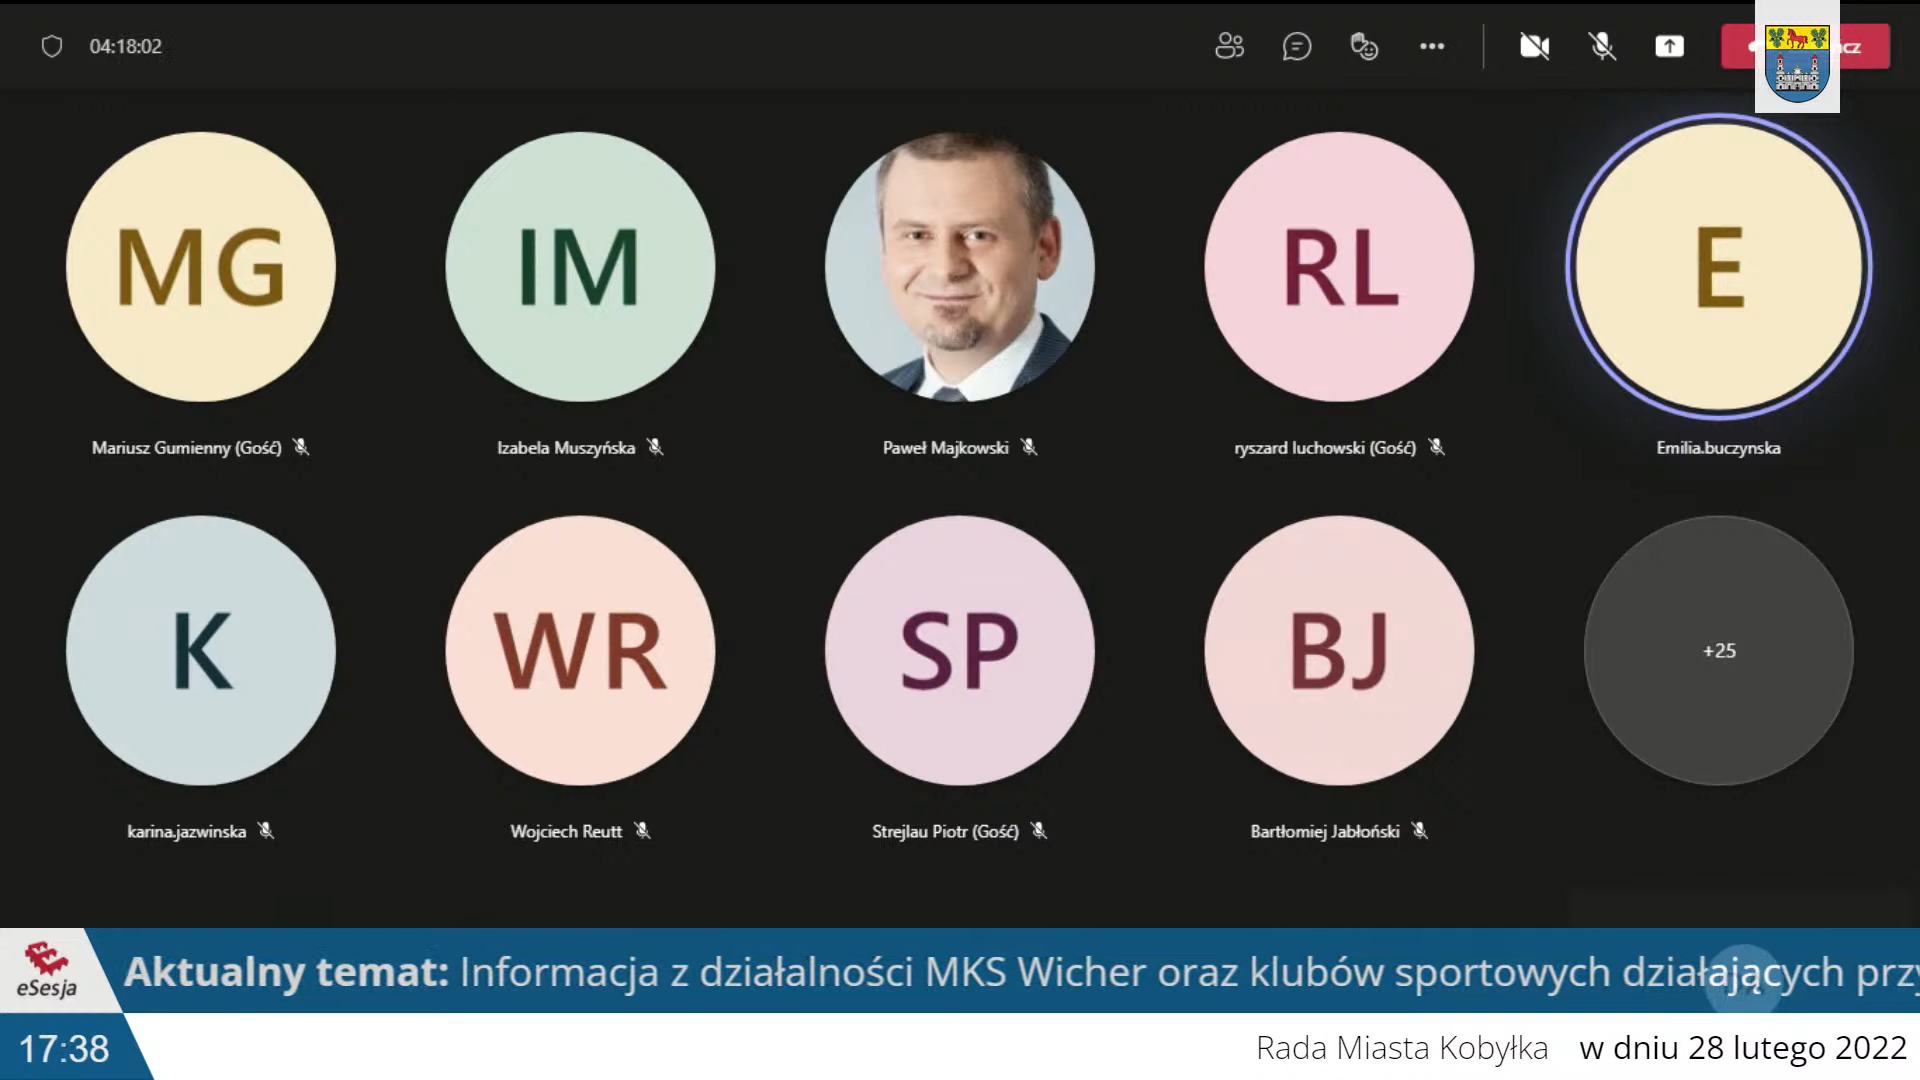 04:18:02
cz
MG
IM
RL
E
Mariusz Gumienny (Gość)
Izabela Muszyńska
Paweł Majkowski
ryszard luchowski (Gość)
Emilia.buczynska
K
WR
SP
BJ
+25
karina.jazwinska
Wojciech Reutt
Strejlau Piotr (Gość)
Bartłomiej Jabłoński
eSesja
Aktualny temat: Informacja z działalności MKS Wicher oraz klubów sportowych działających przy
17:38
Rada Miasta Kobyłka w dniu 28 lutego 2022